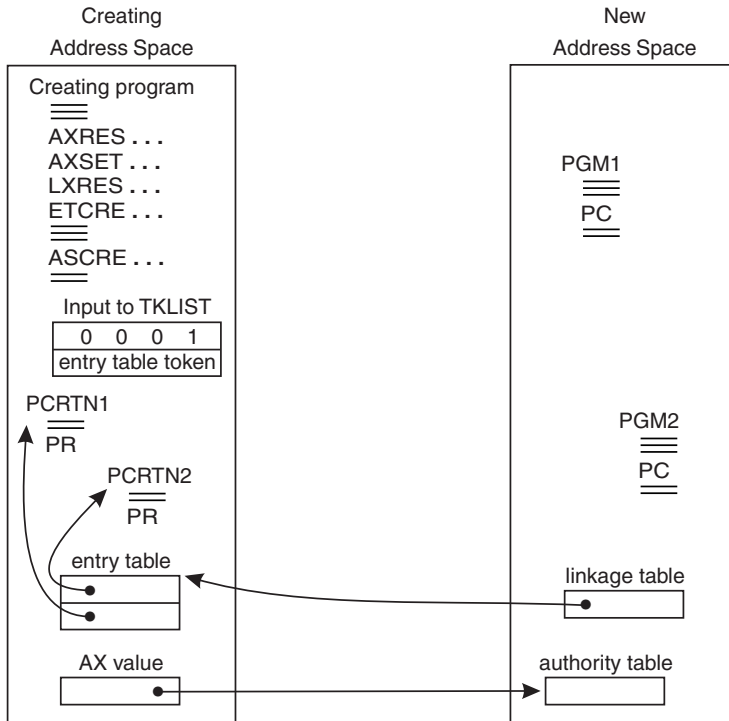 Creating
Address Space
Creating program
AXRES . . .
AXSET . . .
LXRES . . .
ETCRE . . .
ASCRE . . .
Input to TKLIST
0 0 0 1
entry table token
PCRTN1
PR
PCRTN2
PR
entry table
AX value
New
Address Space
PGM1
PC
PGM2
PC
linkage table
authority table